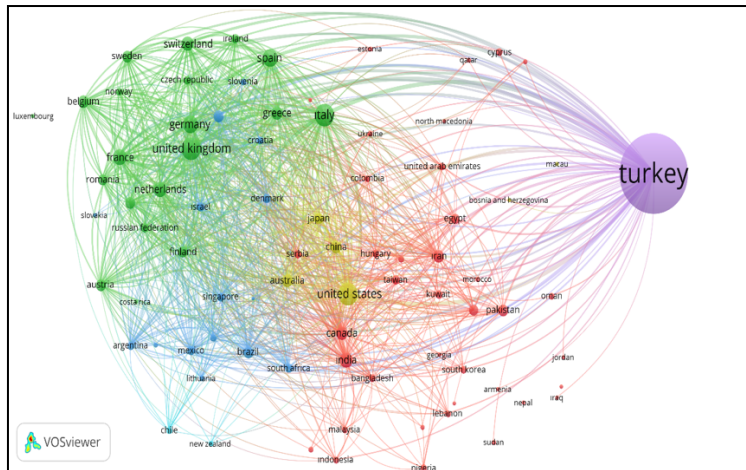 ireland
switzerland
sweden
spain
estonia
cyprus
qatar
czech republic
slovenia
norway
belgium
luxembourg
greece
italy
germany
north macedonia
ukraine
croatia
united kingdom
france
united arab emirates
macau
turkey
colombia
romania
netherlands
denmark
israel
bosnia and herzegovina
japan
slovakia
egypt
russian federation
china
finland
serbia
hungary
iran
austria
australia
taiwan
morocco
singapore
united states
kuwait
costa rica
oman
pakistan
canada
argentina
mexico
brazil
georgia
india
jordan
south africa
south korea
lithuania
bangladesh
armenia
iraq
nepal
lebanon
chile
malaysia
new zealand
sudan
VOSviewer
indonesia
nigeria